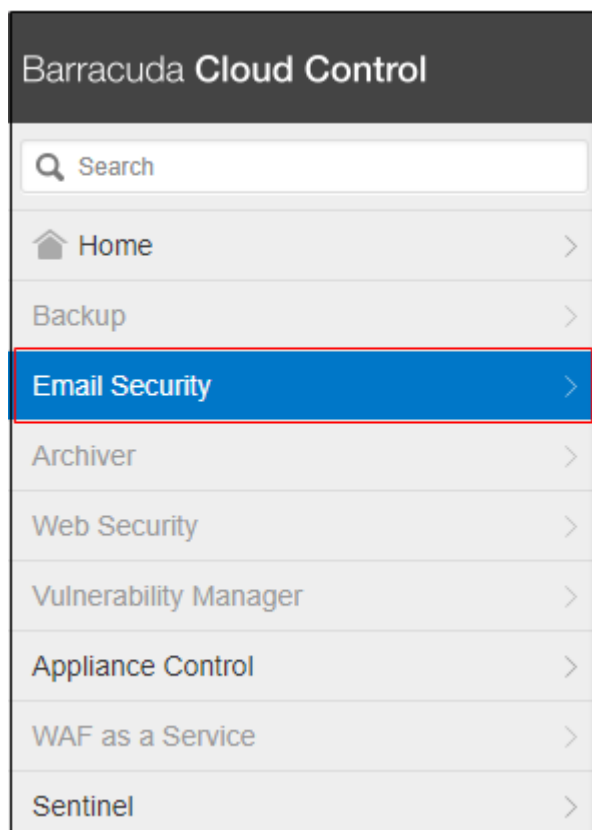 Barracuda Cloud Control
Search
Home
Backup
Email Security
Archiver
Web Security
Vulnerability Manager
Appliance Control
WAF as a Service
Sentinel